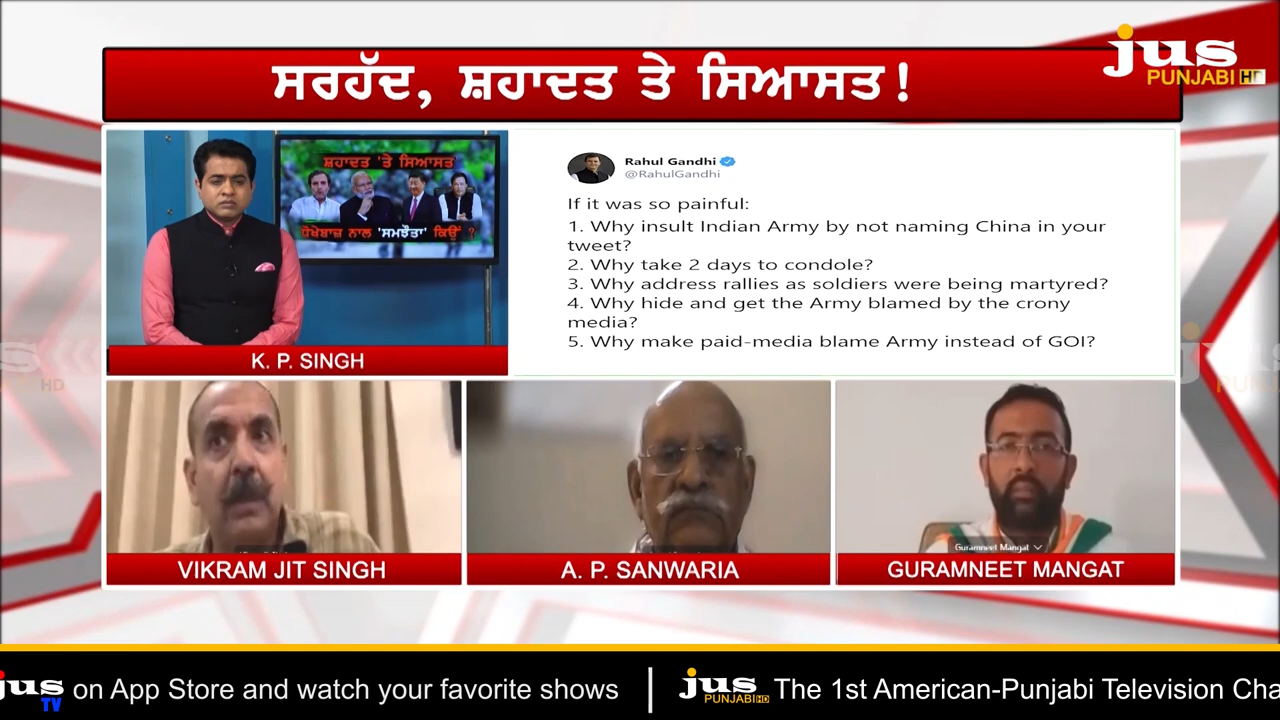 ਸਰਹੱਦ, ਸ਼ਹਾਦਤ ਤੇ ਸਿਆਸਤ!
jus
PUNJABI HD
ਸ਼ਹਾਦਤ 'ਤੇ ਸਿਆਸਤ
ਧੋਖੇਬਾਜ਼ ਨਾਲ 'ਸਮਝੌਤਾ' ਕਿਉਂ ?
K. P. SINGH
Rahul Gandhi
@RahulGandhi
If it was so painful:
1. Why insult Indian Army by not naming China in your
tweet?
2. Why take 2 days to condole?
3. Why address rallies as soldiers were being martyred?
4. Why hide and get the Army blamed by the crony
media?
5. Why make paid-media blame Army instead of GOI?
HD
jus
PUN
Guramneet Mangat
VIKRAM JIT SINGH
A. P. SANWARIA
GURAMNEET MANGAT
jus TV on App Store and watch your favorite shows | jus PUNJABI HD The 1st American-Punjabi Television Cha